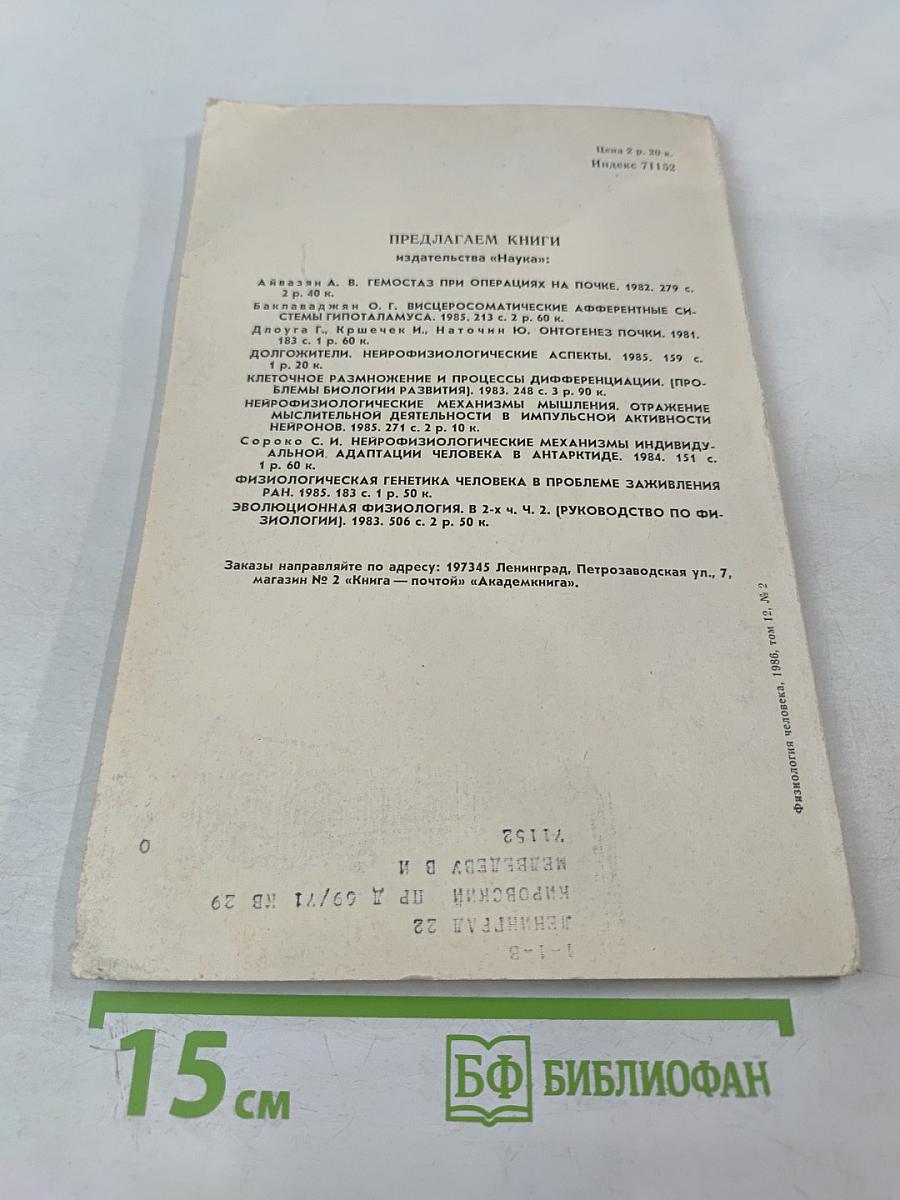 Цена 2 р. 20 к.
Индекс 71152
ПРЕДЛАГАЕМ КНИГИ
издательства «Наука»:
Айвазян А. В. ГЕМОСТАЗ ПРИ ОПЕРАЦИЯХ НА ПОЧКЕ. 1982. 279 с.
2 р. 40 к.
Баклаваджян О. Г. ВИСЦЕРОСОМАТИЧЕСКИЕ АФФЕРЕНТНЫЕ СИ-
СТЕМЫ ГИПОТАЛАМУСА. 1985. 213 с. 2 р. 60 к.
Длоуга Г., Кршечек И., Наточин Ю. ОНТОГЕНЕЗ ПОЧКИ. 1981.
183 с. 1 р. 60 к.
ДОЛГОЖИТЕЛИ. НЕЙРОФИЗИОЛОГИЧЕСКИЕ АСПЕКТЫ. 1985. 159 с.
1 р. 20 к.
КЛЕТОЧНОЕ РАЗМНОЖЕНИЕ И ПРОЦЕССЫ ДИФФЕРЕНЦИАЦИИ. (ПРО-
БЛЕМЫ БИОЛОГИИ РАЗВИТИЯ). 1983. 248 с. 3 р. 90 к.
НЕЙРОФИЗИОЛОГИЧЕСКИЕ МЕХАНИЗМЫ МЫШЛЕНИЯ. ОТРАЖЕНИЕ
МЫСЛИТЕЛЬНОЙ ДЕЯТЕЛЬНОСТИ В ИМПУЛЬСНОЙ АКТИВНОСТИ
НЕЙРОНОВ. 1985. 271 с. 2 р. 10 к.
Сороко С. И. НЕЙРОФИЗИОЛОГИЧЕСКИЕ МЕХАНИЗМЫ ИНДИВИДУ-
АЛЬНОЙ АДАПТАЦИИ ЧЕЛОВЕКА В АНТАРКТИДЕ. 1984. 151 с.
1 р. 60 к.
ФИЗИОЛОГИЧЕСКАЯ ГЕНЕТИКА ЧЕЛОВЕКА В ПРОБЛЕМЕ ЗАЖИВЛЕНИЯ
РАН. 1985. 183 с. 1 р. 50 к.
ЭВОЛЮЦИОННАЯ ФИЗИОЛОГИЯ. В 2-х ч. Ч. 2. (РУКОВОДСТВО ПО ФИ-
ЗИОЛОГИИ). 1983. 506 с. 2 р. 50 к.
Заказы направляйте по адресу: 197345 Ленинград, Петрозаводская ул., 7,
магазин № 2 «Книга — почтой» «Академкнига».
Физиология человека, 1986, том 12, № 2
1-1-В
ЛЕНИНГРАД 22
КИРОВСКИЙ ПР Д 69/71 КВ 29
МЕДВЕДЕВУ В И
71152
0
15 см
БФ БИБЛИОФАН